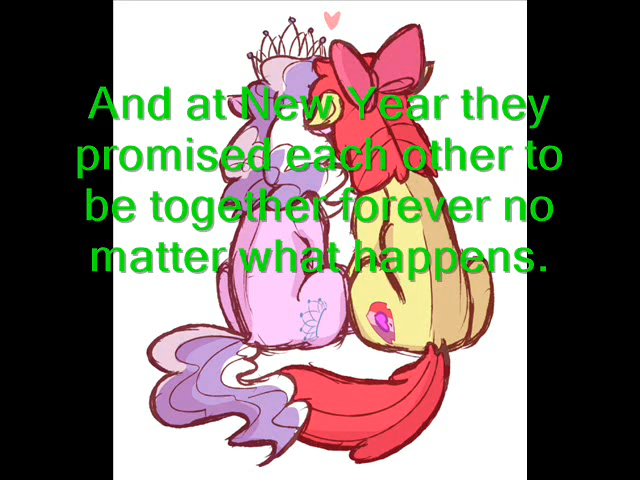 And at New Year they
promised each other to
be together forever no
matter what happens.